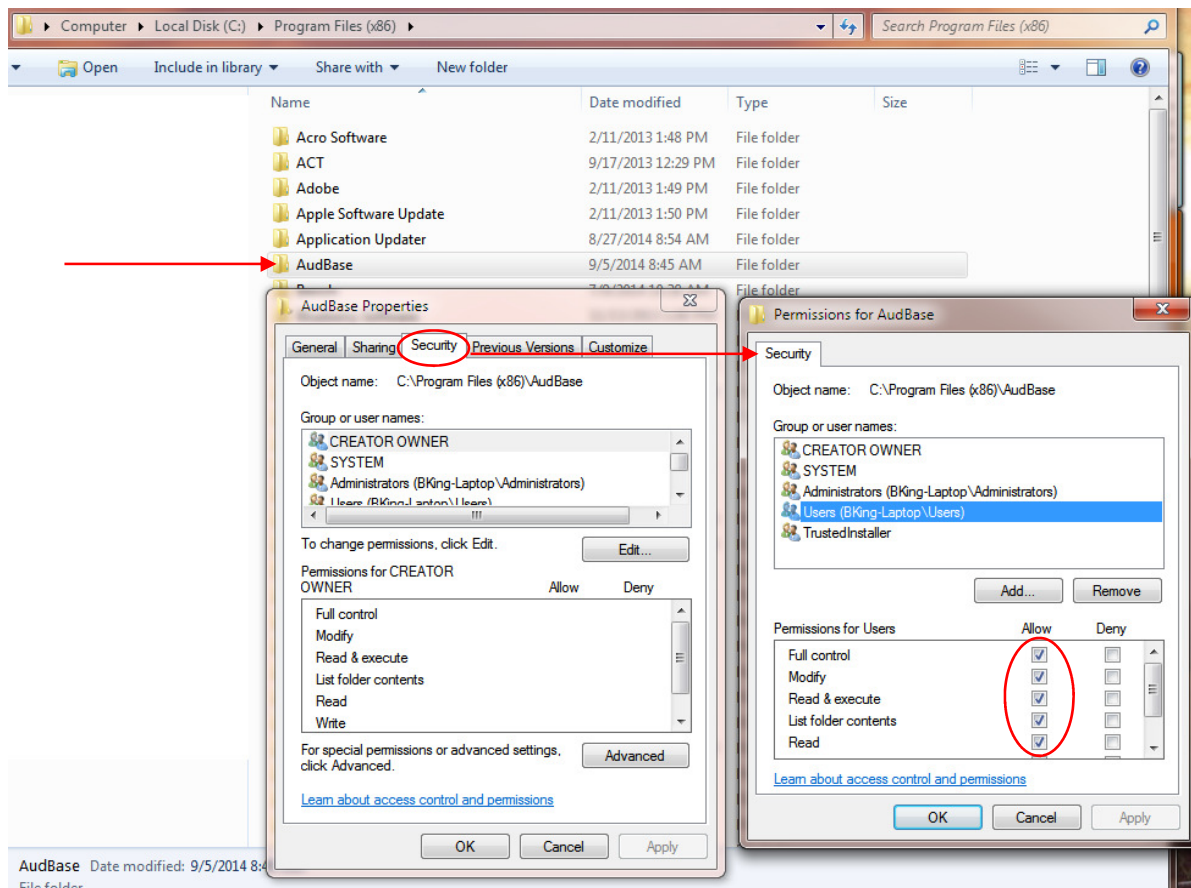 Computer Local Disk (C:) Program Files (x86) Search Program Files (x86)
Open Include in library Share with New folder
Name Date modified Type Size
Acro Software 2/11/2013 1:48 PM File folder
ACT 9/17/2013 12:29 PM File folder
Adobe 2/11/2013 1:49 PM File folder
Apple Software Update 2/11/2013 1:50 PM File folder
Application Updater 8/27/2014 8:54 AM File folder
AudBase 9/5/2014 8:45 AM File folder
File folder
AudBase Properties
General Sharing Security Previous Versions Customize
Object name: C:\Program Files (x86)\AudBase
Group or user names:
CREATOR OWNER
SYSTEM
Administrators (BKing-Laptop\Administrators)
Users (BKing-Laptop\Users)
To change permissions, click Edit.
Edit...
Permissions for CREATOR
OWNER Allow Deny
Full control
Modify
Read & execute
List folder contents
Read
Write
For special permissions or advanced settings,
click Advanced.
Advanced
Learn about access control and permissions
OK Cancel Apply
Permissions for AudBase
Security
Object name: C:\Program Files (x86)\AudBase
Group or user names:
CREATOR OWNER
SYSTEM
Administrators (BKing-Laptop\Administrators)
Users (BKing-Laptop\Users)
TrustedInstaller
Add... Remove
Permissions for Users Allow Deny
Full control
Modify
Read & execute
List folder contents
Read
Learn about access control and permissions
OK Cancel Apply
AudBase Date modified: 9/5/2014
File folder